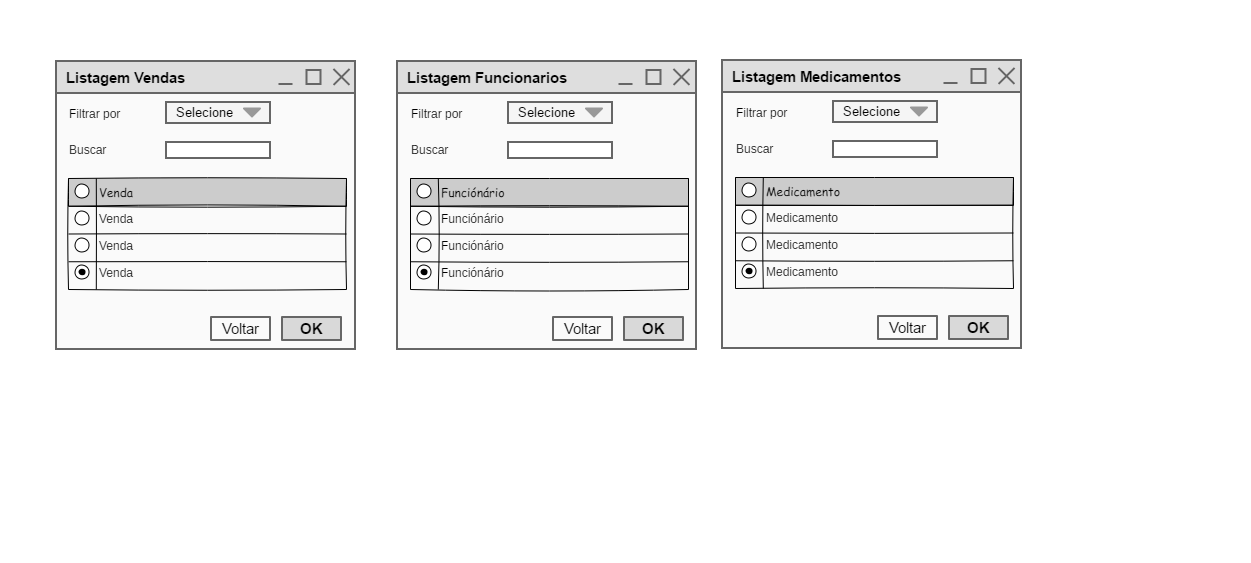 Listagem Vendas
Filtrar por Selecione
Buscar
Venda
Venda
Venda
Venda
Voltar OK
Listagem Funcionarios
Filtrar por Selecione
Buscar
Funciónário
Funciónário
Funciónário
Funciónário
Voltar OK
Listagem Medicamentos
Filtrar por Selecione
Buscar
Medicamento
Medicamento
Medicamento
Medicamento
Voltar OK